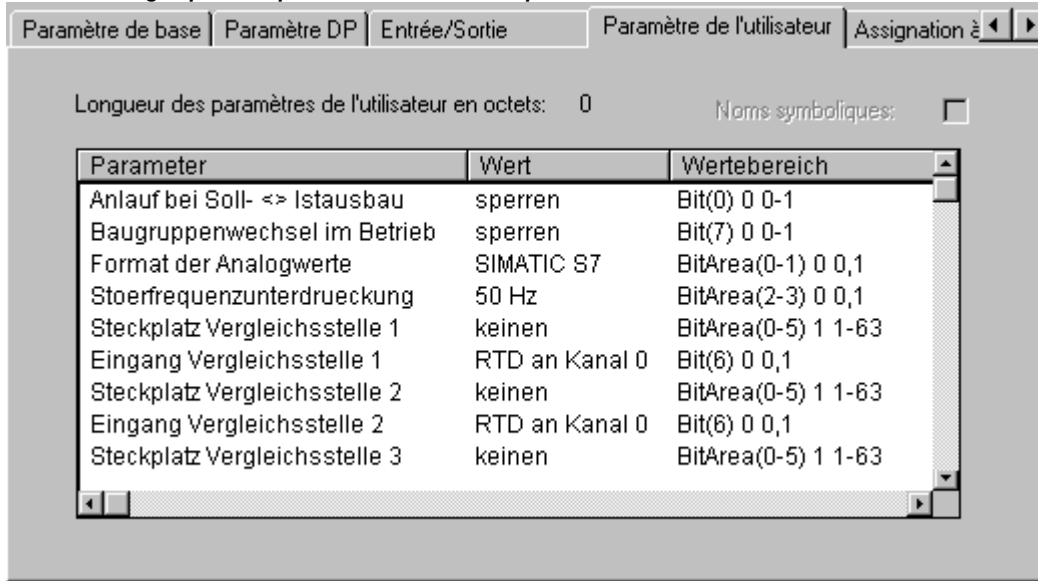 Paramètre de base Paramètre DP Entrée/Sortie Paramètre de l'utilisateur Assignation à
Longueur des paramètres de l'utilisateur en octets: 0 Noms symboliques:
Parameter Wert Wertebereich
Anlauf bei Soll- <> Istausbau sperren Bit(0) 0 0-1
Baugruppenwechsel im Betrieb sperren Bit(7) 0 0-1
Format der Analogwerte SIMATIC S7 BitArea(0-1) 0 0,1
Stoerfrequenzunterdrueckung 50 Hz BitArea(2-3) 0 0,1
Steckplatz Vergleichsstelle 1 keinen BitArea(0-5) 1 1-63
Eingang Vergleichsstelle 1 RTD an Kanal 0 Bit(6) 0 0,1
Steckplatz Vergleichsstelle 2 keinen BitArea(0-5) 1 1-63
Eingang Vergleichsstelle 2 RTD an Kanal 0 Bit(6) 0 0,1
Steckplatz Vergleichsstelle 3 keinen BitArea(0-5) 1 1-63